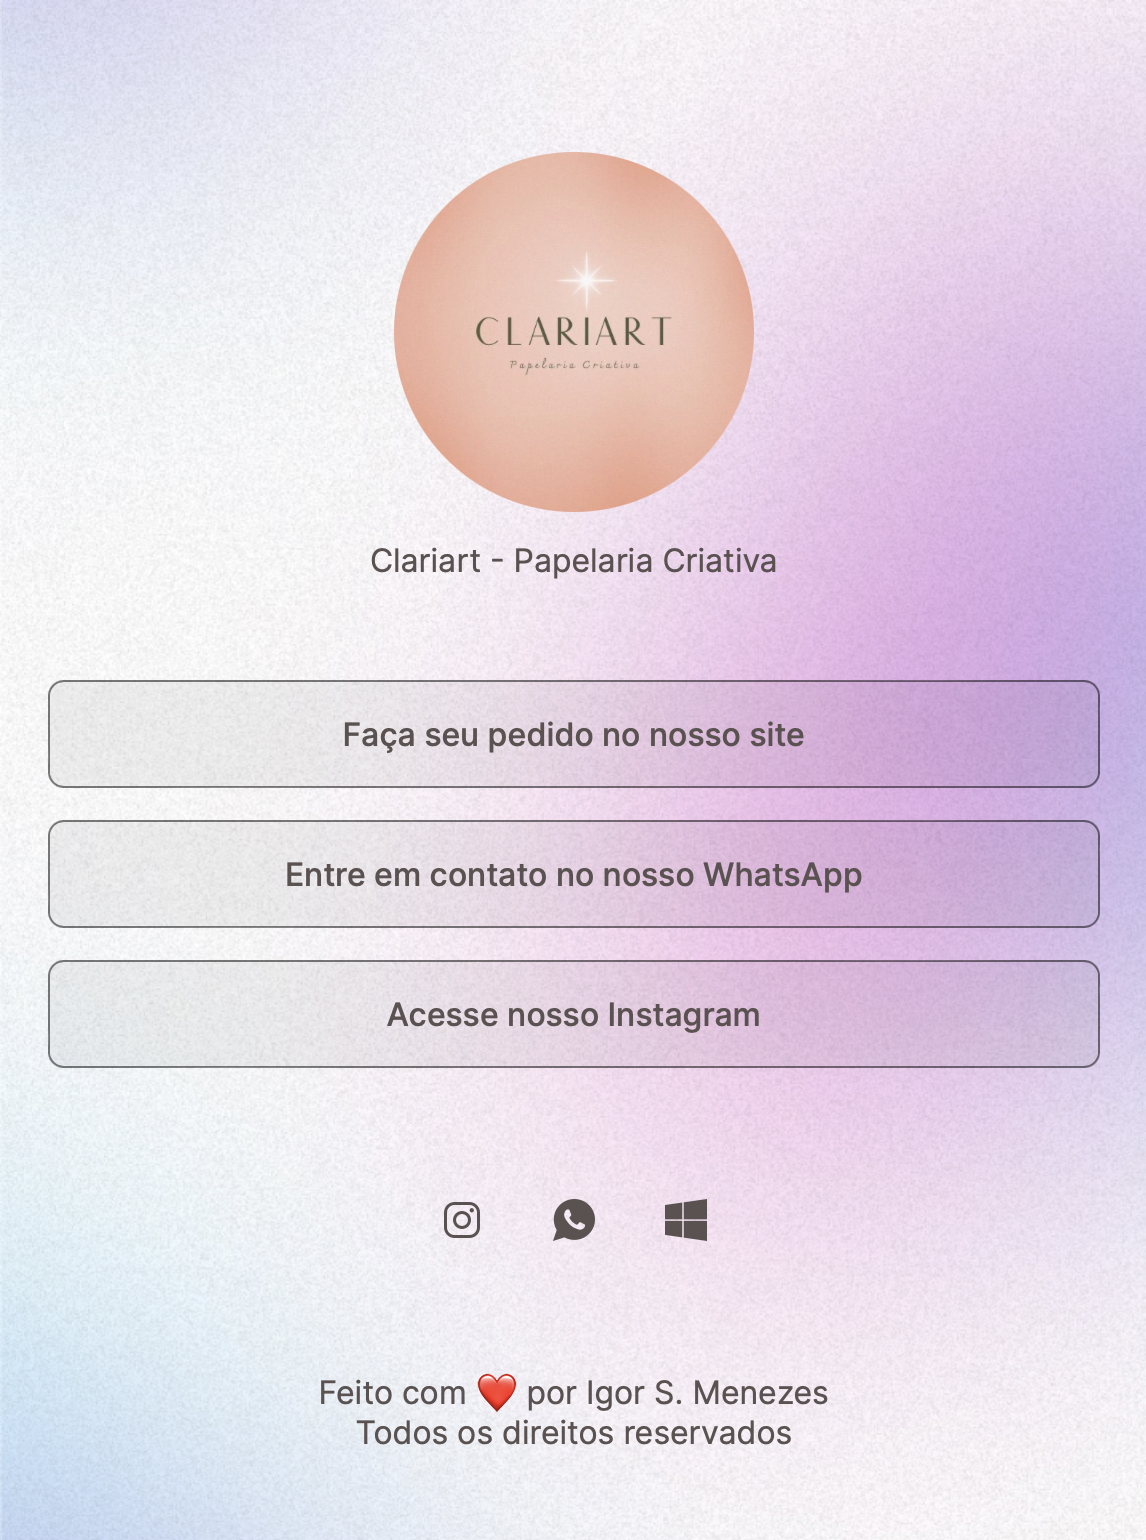 CLARIART
Papelaria Criativa
Clariart - Papelaria Criativa
Faça seu pedido no nosso site
Entre em contato no nosso WhatsApp
Acesse nosso Instagram
Feito com ❤️ por Igor S. Menezes
Todos os direitos reservados